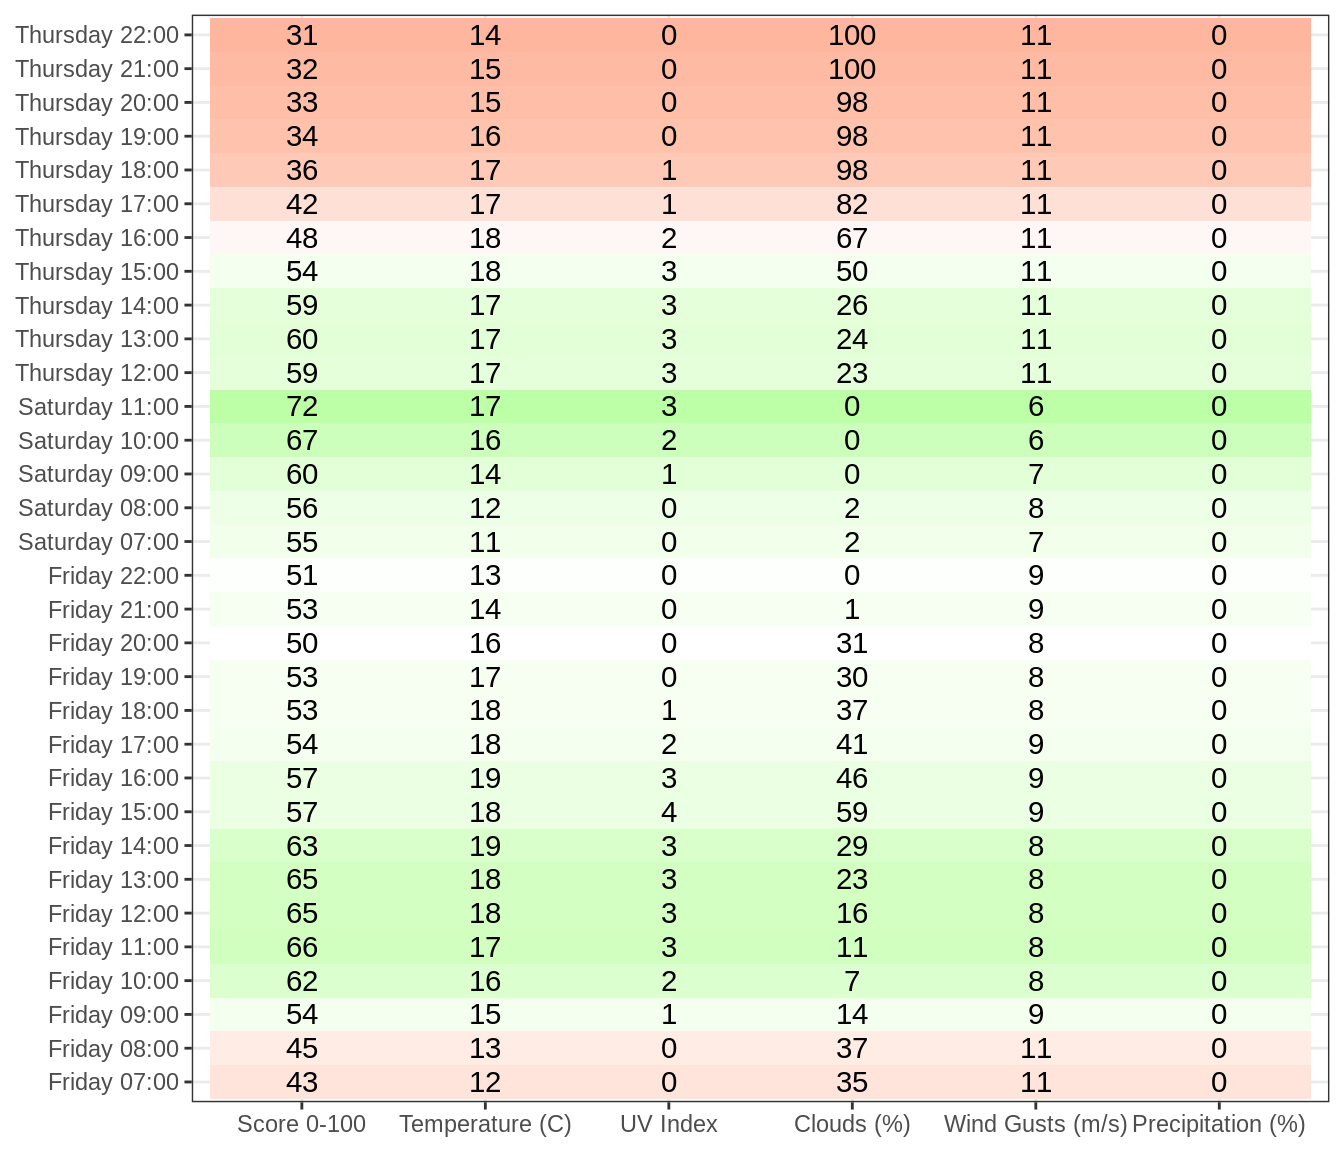 Thursday 22:00 31 14 0 100 11 0
Thursday 21:00 32 15 0 100 11 0
Thursday 20:00 33 15 0 98 11 0
Thursday 19:00 34 16 0 98 11 0
Thursday 18:00 36 17 1 98 11 0
Thursday 17:00 42 17 1 82 11 0
Thursday 16:00 48 18 2 67 11 0
Thursday 15:00 54 18 3 50 11 0
Thursday 14:00 59 17 3 26 11 0
Thursday 13:00 60 17 3 24 11 0
Thursday 12:00 59 17 3 23 11 0
Saturday 11:00 72 17 3 0 6 0
Saturday 10:00 67 16 2 0 6 0
Saturday 09:00 60 14 1 0 7 0
Saturday 08:00 56 12 0 2 8 0
Saturday 07:00 55 11 0 2 7 0
Friday 22:00 51 13 0 0 9 0
Friday 21:00 53 14 0 1 9 0
Friday 20:00 50 16 0 31 8 0
Friday 19:00 53 17 0 30 8 0
Friday 18:00 53 18 1 37 8 0
Friday 17:00 54 18 2 41 9 0
Friday 16:00 57 19 3 46 9 0
Friday 15:00 57 18 4 59 9 0
Friday 14:00 63 19 3 29 8 0
Friday 13:00 65 18 3 23 8 0
Friday 12:00 65 18 3 16 8 0
Friday 11:00 66 17 3 11 8 0
Friday 10:00 62 16 2 7 8 0
Friday 09:00 54 15 1 14 9 0
Friday 08:00 45 13 0 37 11 0
Friday 07:00 43 12 0 35 11 0
Score 0-100 Temperature (C) UV Index Clouds (%) Wind Gusts (m/s) Precipitation (%)